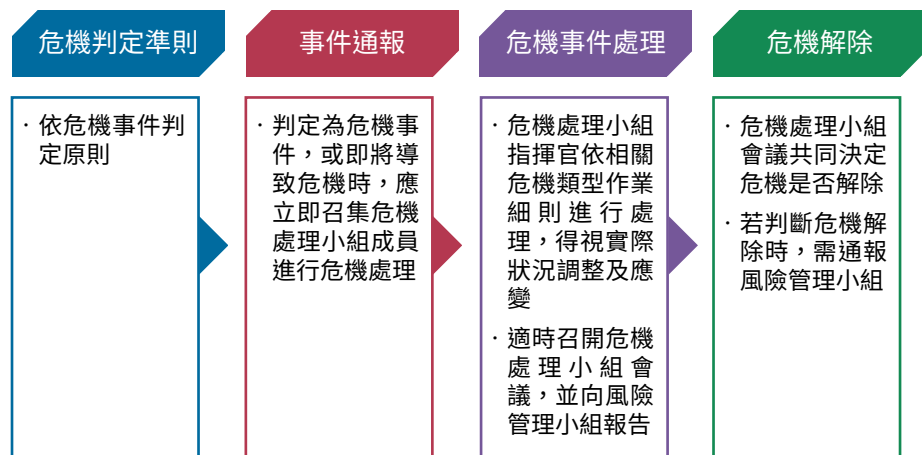 危機判定準則
· 依危機事件判
定原則
事件通報
· 判定為危機事
件，或即將導
致危機時，應
立即召集危機
處理小組成員
進行危機處理
危機事件處理
· 危機處理小組
指揮官依相關
危機類型作業
細則進行處
理，得視實際
狀況調整及應
變
· 適時召開危機
處理小組會
議，並向風險
管理小組報告
危機解除
· 危機處理小組
會議共同決定
危機是否解除
· 若判斷危機解
除時，需通報
風險管理小組